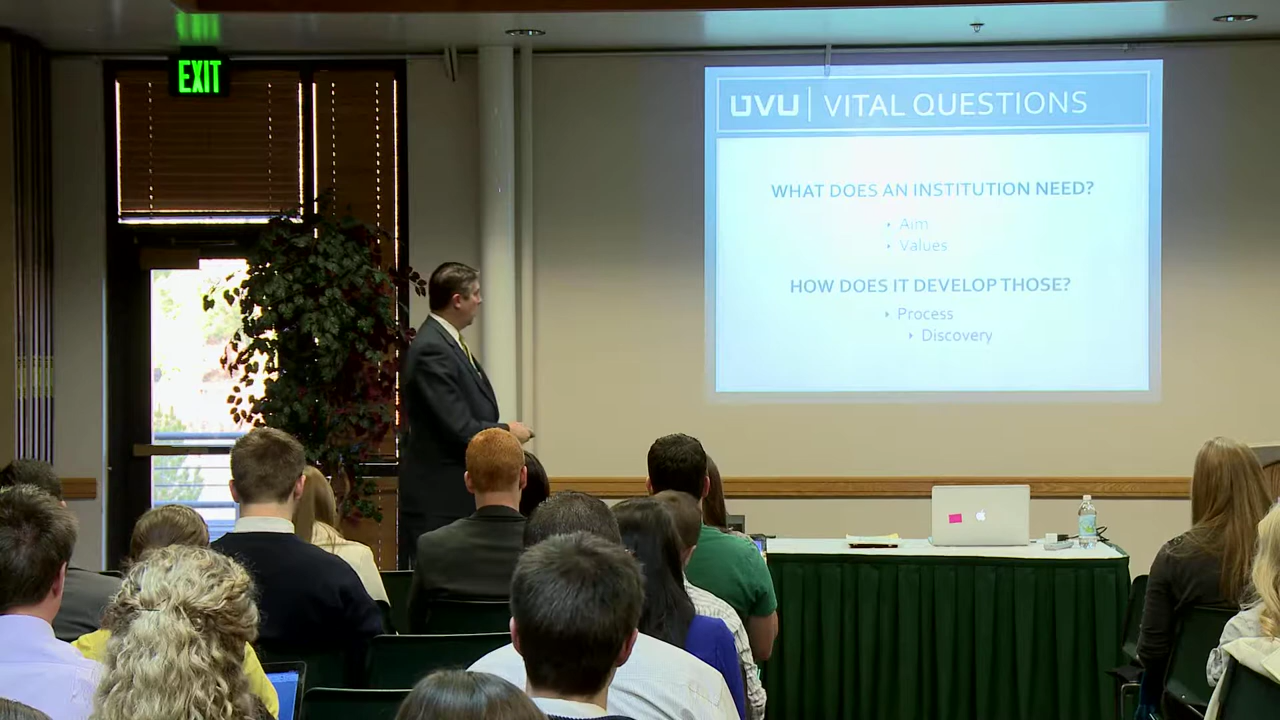 EXIT
UVU | VITAL QUESTIONS
WHAT DOES AN INSTITUTION NEED?
• Aim
• Values
HOW DOES IT DEVELOP THOSE?
‣ Process
‣ Discovery